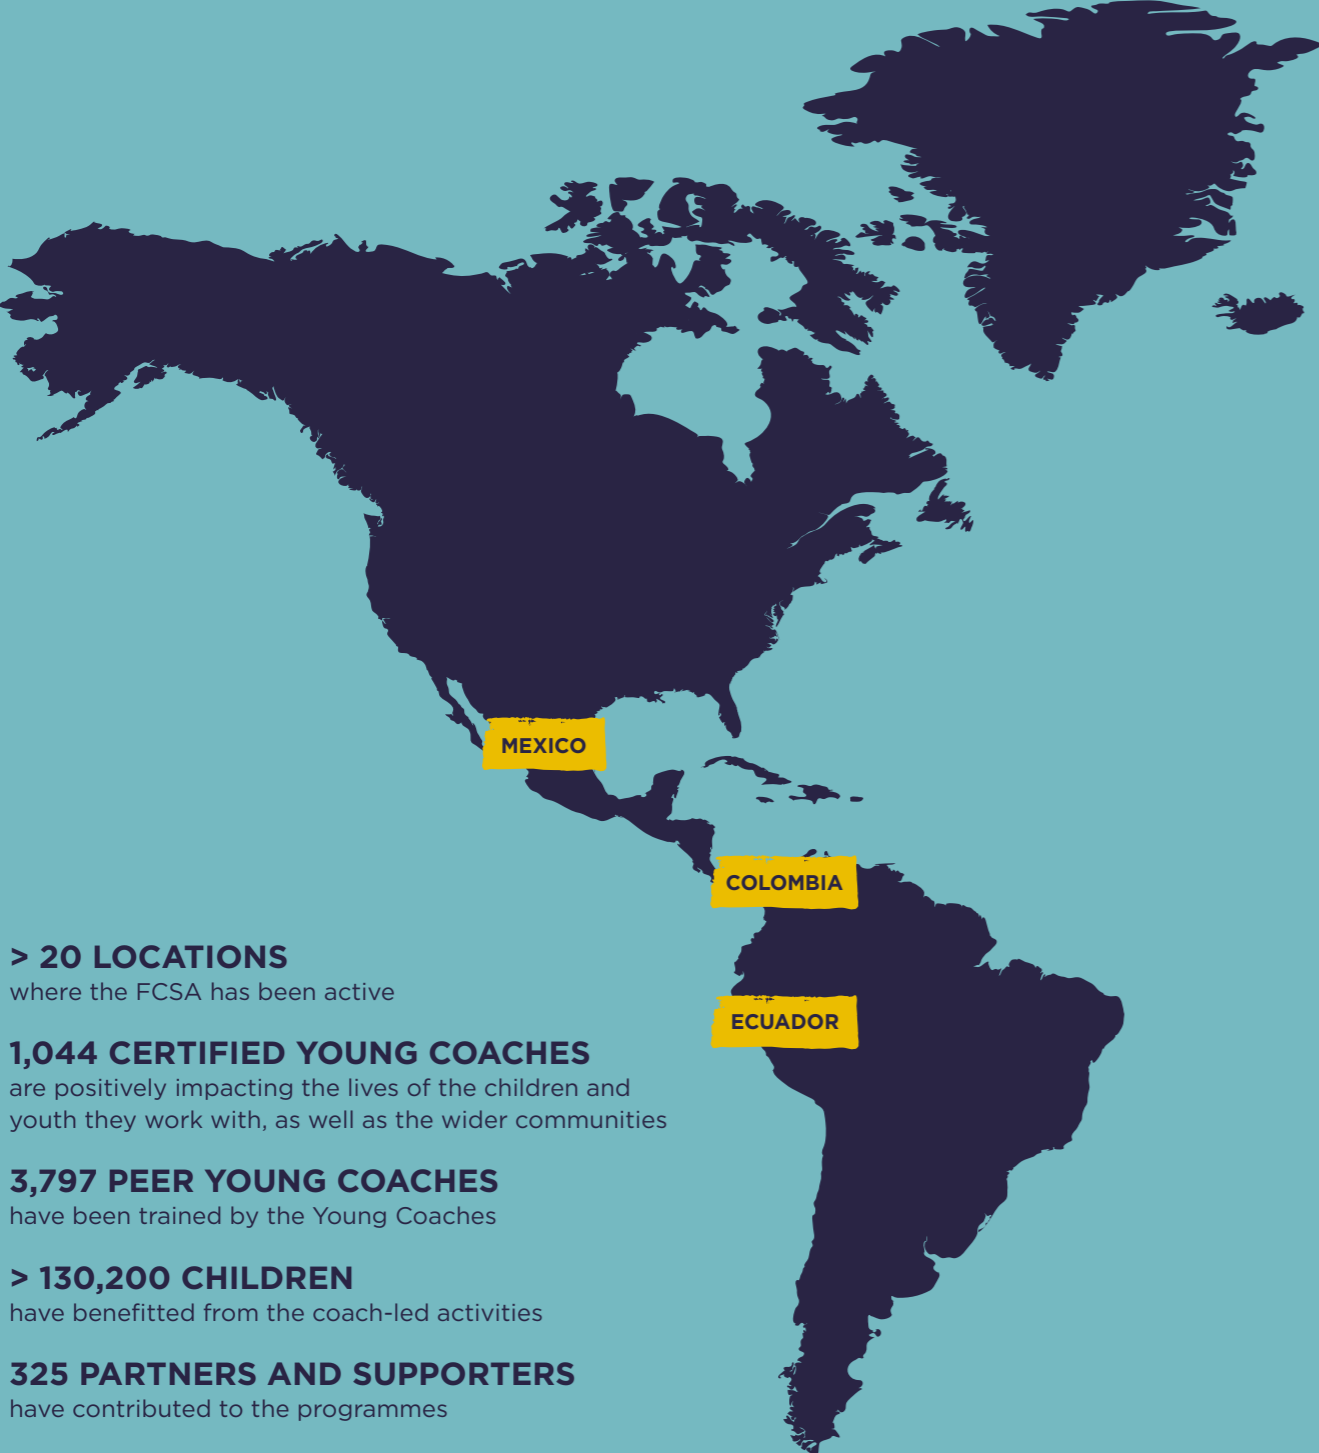 MEXICO
COLOMBIA
ECUADOR
> 20 LOCATIONS
where the FCSA has been active
1,044 CERTIFIED YOUNG COACHES
are positively impacting the lives of the children and
youth they work with, as well as the wider communities
3,797 PEER YOUNG COACHES
have been trained by the Young Coaches
> 130,200 CHILDREN
have benefitted from the coach-led activities
325 PARTNERS AND SUPPORTERS
have contributed to the programmes